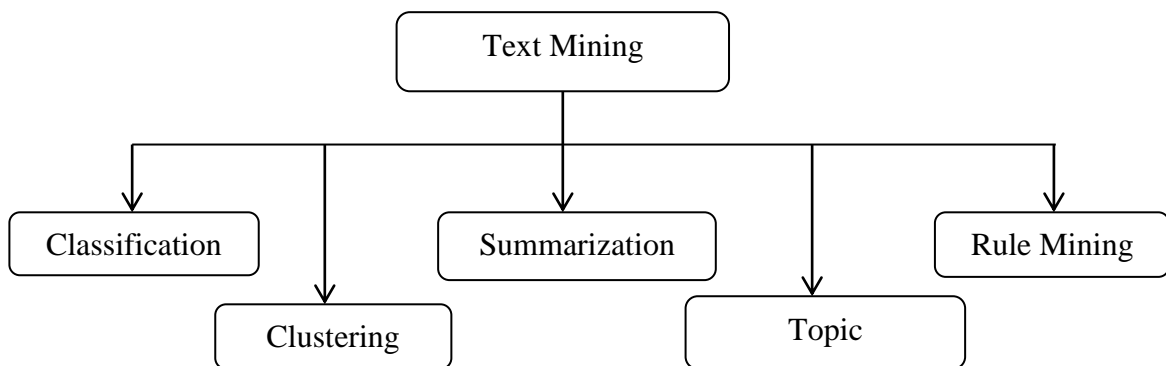 Text Mining
Classification
Summarization
Rule Mining
Clustering
Topic